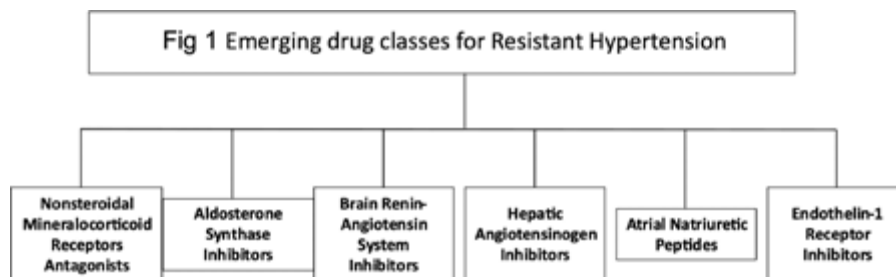 Fig 1 Emerging drug classes for Resistant Hypertension
Nonsteroidal
Mineralocorticoid
Receptors
Antagonists
Aldosterone
Synthase
Inhibitors
Brain Renin-
Angiotensin
System
Inhibitors
Hepatic
Angiotensinogen
Inhibitors
Atrial Natriuretic
Peptides
Endothelin-1
Receptor
Inhibitors